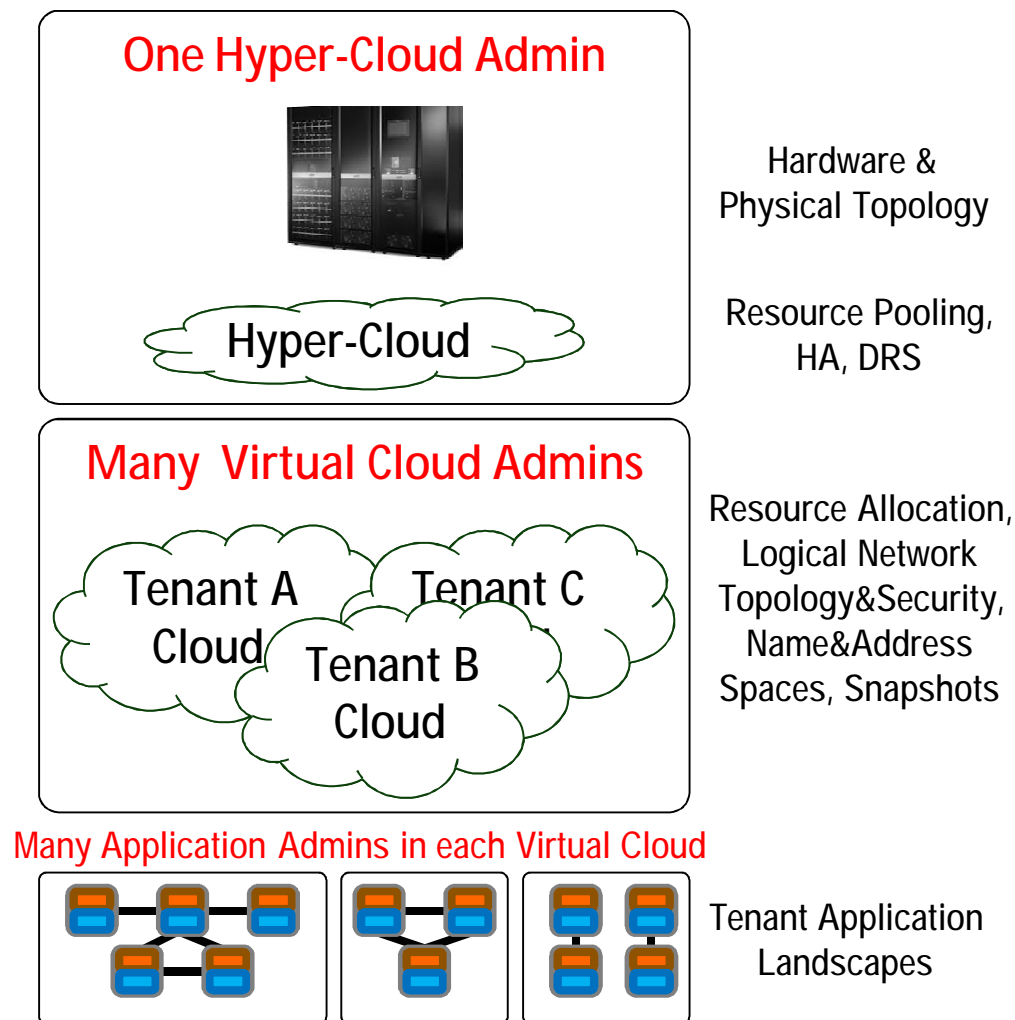 One Hyper-Cloud Admin
Hardware &
Physical Topology
Hyper-Cloud
Resource Pooling,
HA, DRS
Many Virtual Cloud Admins
Tenant A
Cloud
Tenant C
Tenant B
Cloud
Resource Allocation,
Logical Network
Topology&Security,
Name&Address
Spaces, Snapshots
Many Application Admins in each Virtual Cloud
Tenant Application
Landscapes